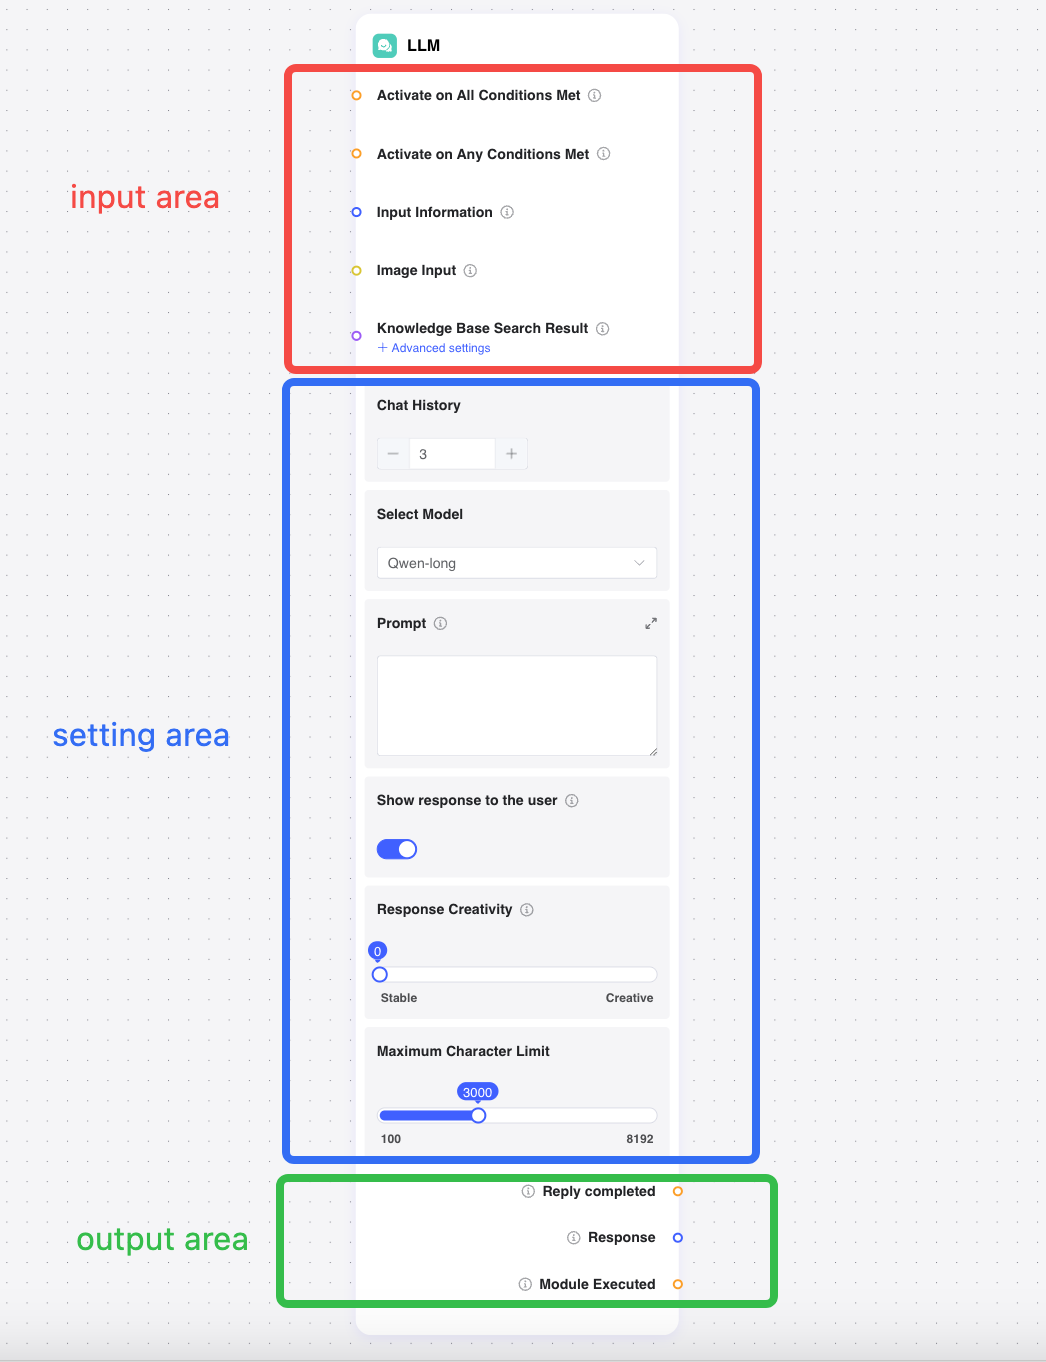 LLM
Activate on All Conditions Met
Activate on Any Conditions Met
input area
Input Information
Image Input
Knowledge Base Search Result
+ Advanced settings
Chat History
3
Select Model
Qwen-long
Prompt
setting area
Show response to the user
Response Creativity
0
Stable Creative
Maximum Character Limit
3000
100 8192
Reply completed
Response
output area
Module Executed